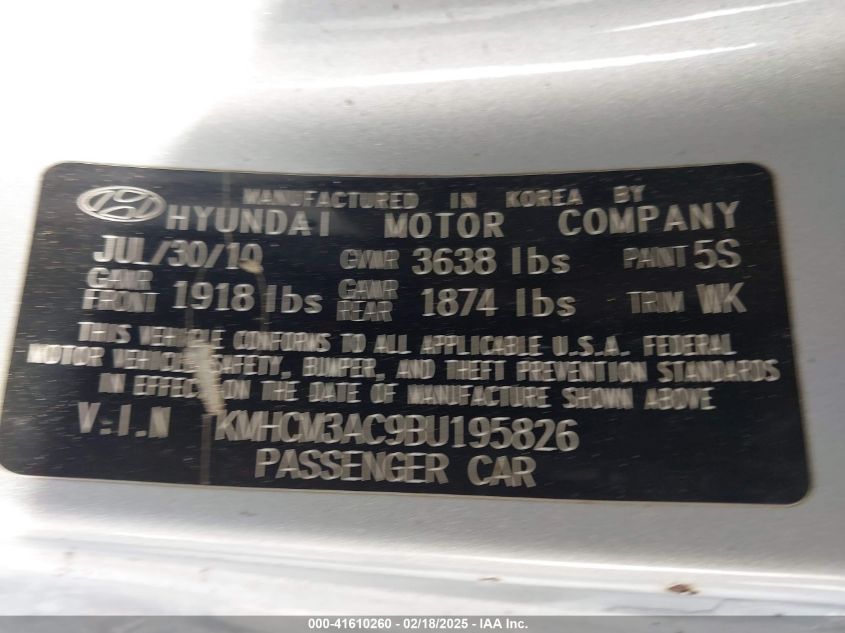 MANUFACTURED IN KOREA BY
HYUNDAI MOTOR COMPANY
JUL/30/10 GVWR 3638 lbs PAINT 5S
GAWR FRONT 1918 lbs GAWR REAR 1874 lbs TRIM WK
THIS VEHICLE CONFORMS TO ALL APPLICABLE U.S.A. FEDERAL
MOTOR VEHICLE SAFETY, BUMPER, AND THEFT PREVENTION STANDARDS
IN EFFECT ON THE DATE OF MANUFACTURE SHOWN ABOVE
V.I.N KMHCM3AC9BU195826
PASSENGER CAR
000-41610260 - 02/18/2025 - IAA Inc.